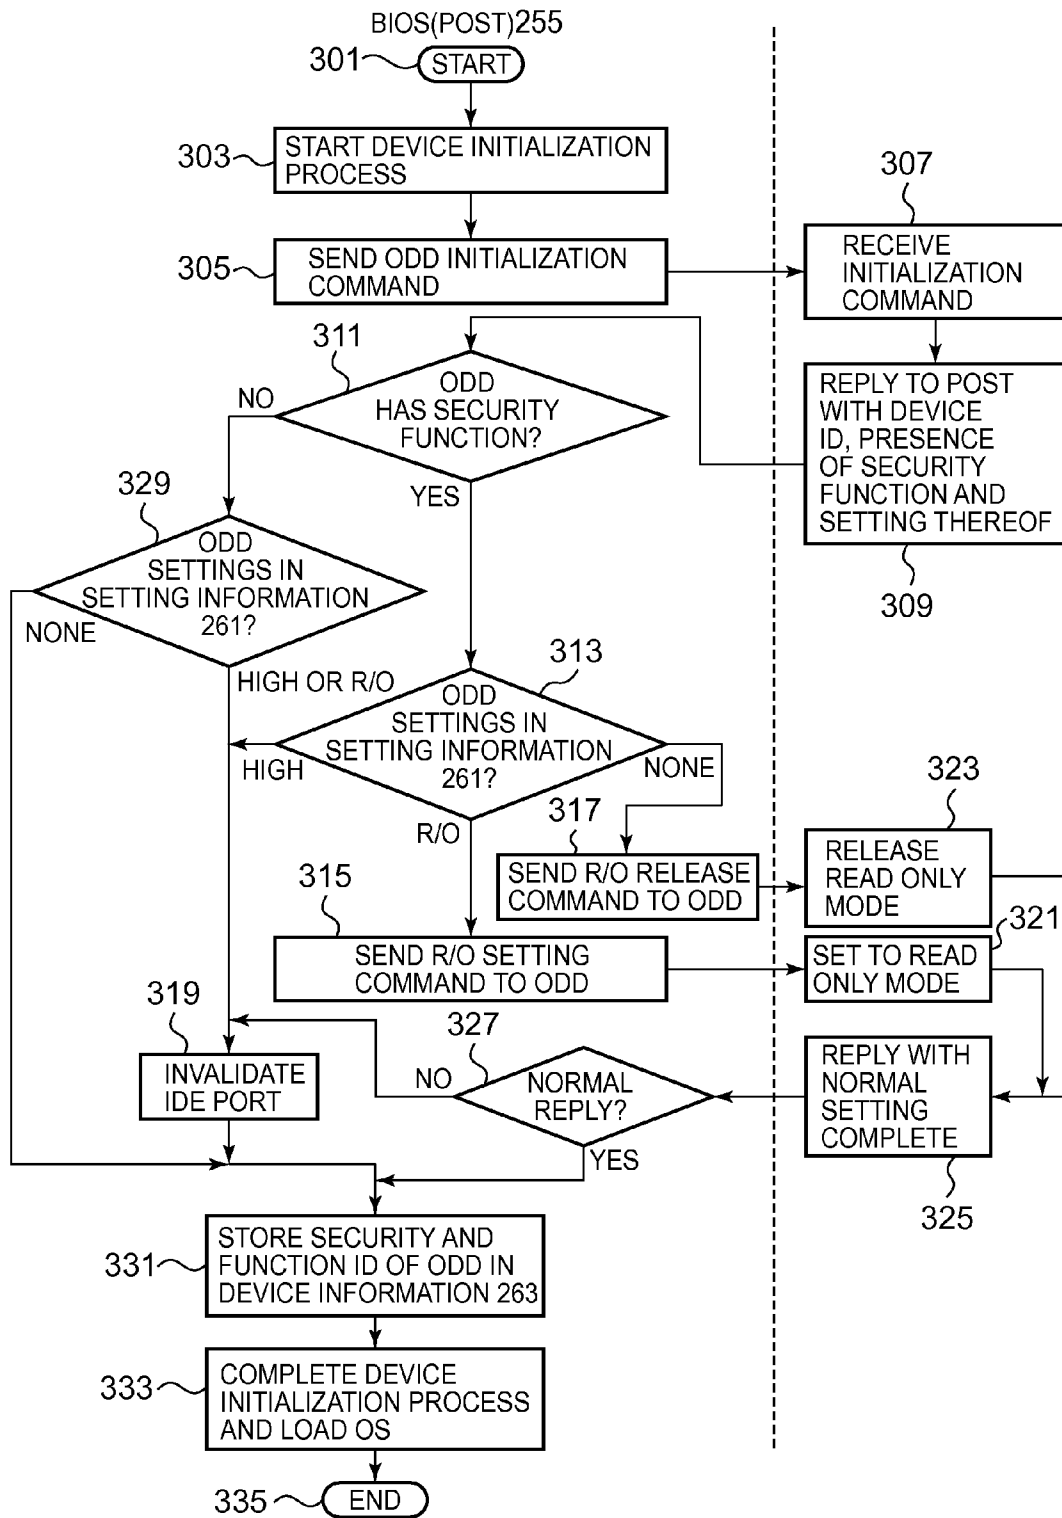 BIOS(POST)255
301
START
303
START DEVICE INITIALIZATION
PROCESS
307
305
SEND ODD INITIALIZATION
COMMAND
RECEIVE
INITIALIZATION
COMMAND
311
ODD
HAS SECURITY
FUNCTION?
NO
YES
REPLY TO POST
WITH DEVICE
ID, PRESENCE
OF SECURITY
FUNCTION AND
SETTING THEREOF
309
329
ODD
SETTINGS IN
SETTING INFORMATION
261?
NONE
HIGH OR R/O
313
ODD
SETTINGS IN
SETTING INFORMATION
261?
HIGH
NONE
R/O
317
SEND R/O RELEASE
COMMAND TO ODD
323
RELEASE
READ ONLY
MODE
315
SEND R/O SETTING
COMMAND TO ODD
321
SET TO READ
ONLY MODE
319
INVALIDATE
IDE PORT
327
NORMAL
REPLY?
NO
YES
REPLY WITH
NORMAL
SETTING
COMPLETE
325
331
STORE SECURITY AND
FUNCTION ID OF ODD IN
DEVICE INFORMATION 263
333
COMPLETE DEVICE
INITIALIZATION PROCESS
AND LOAD OS
335
END